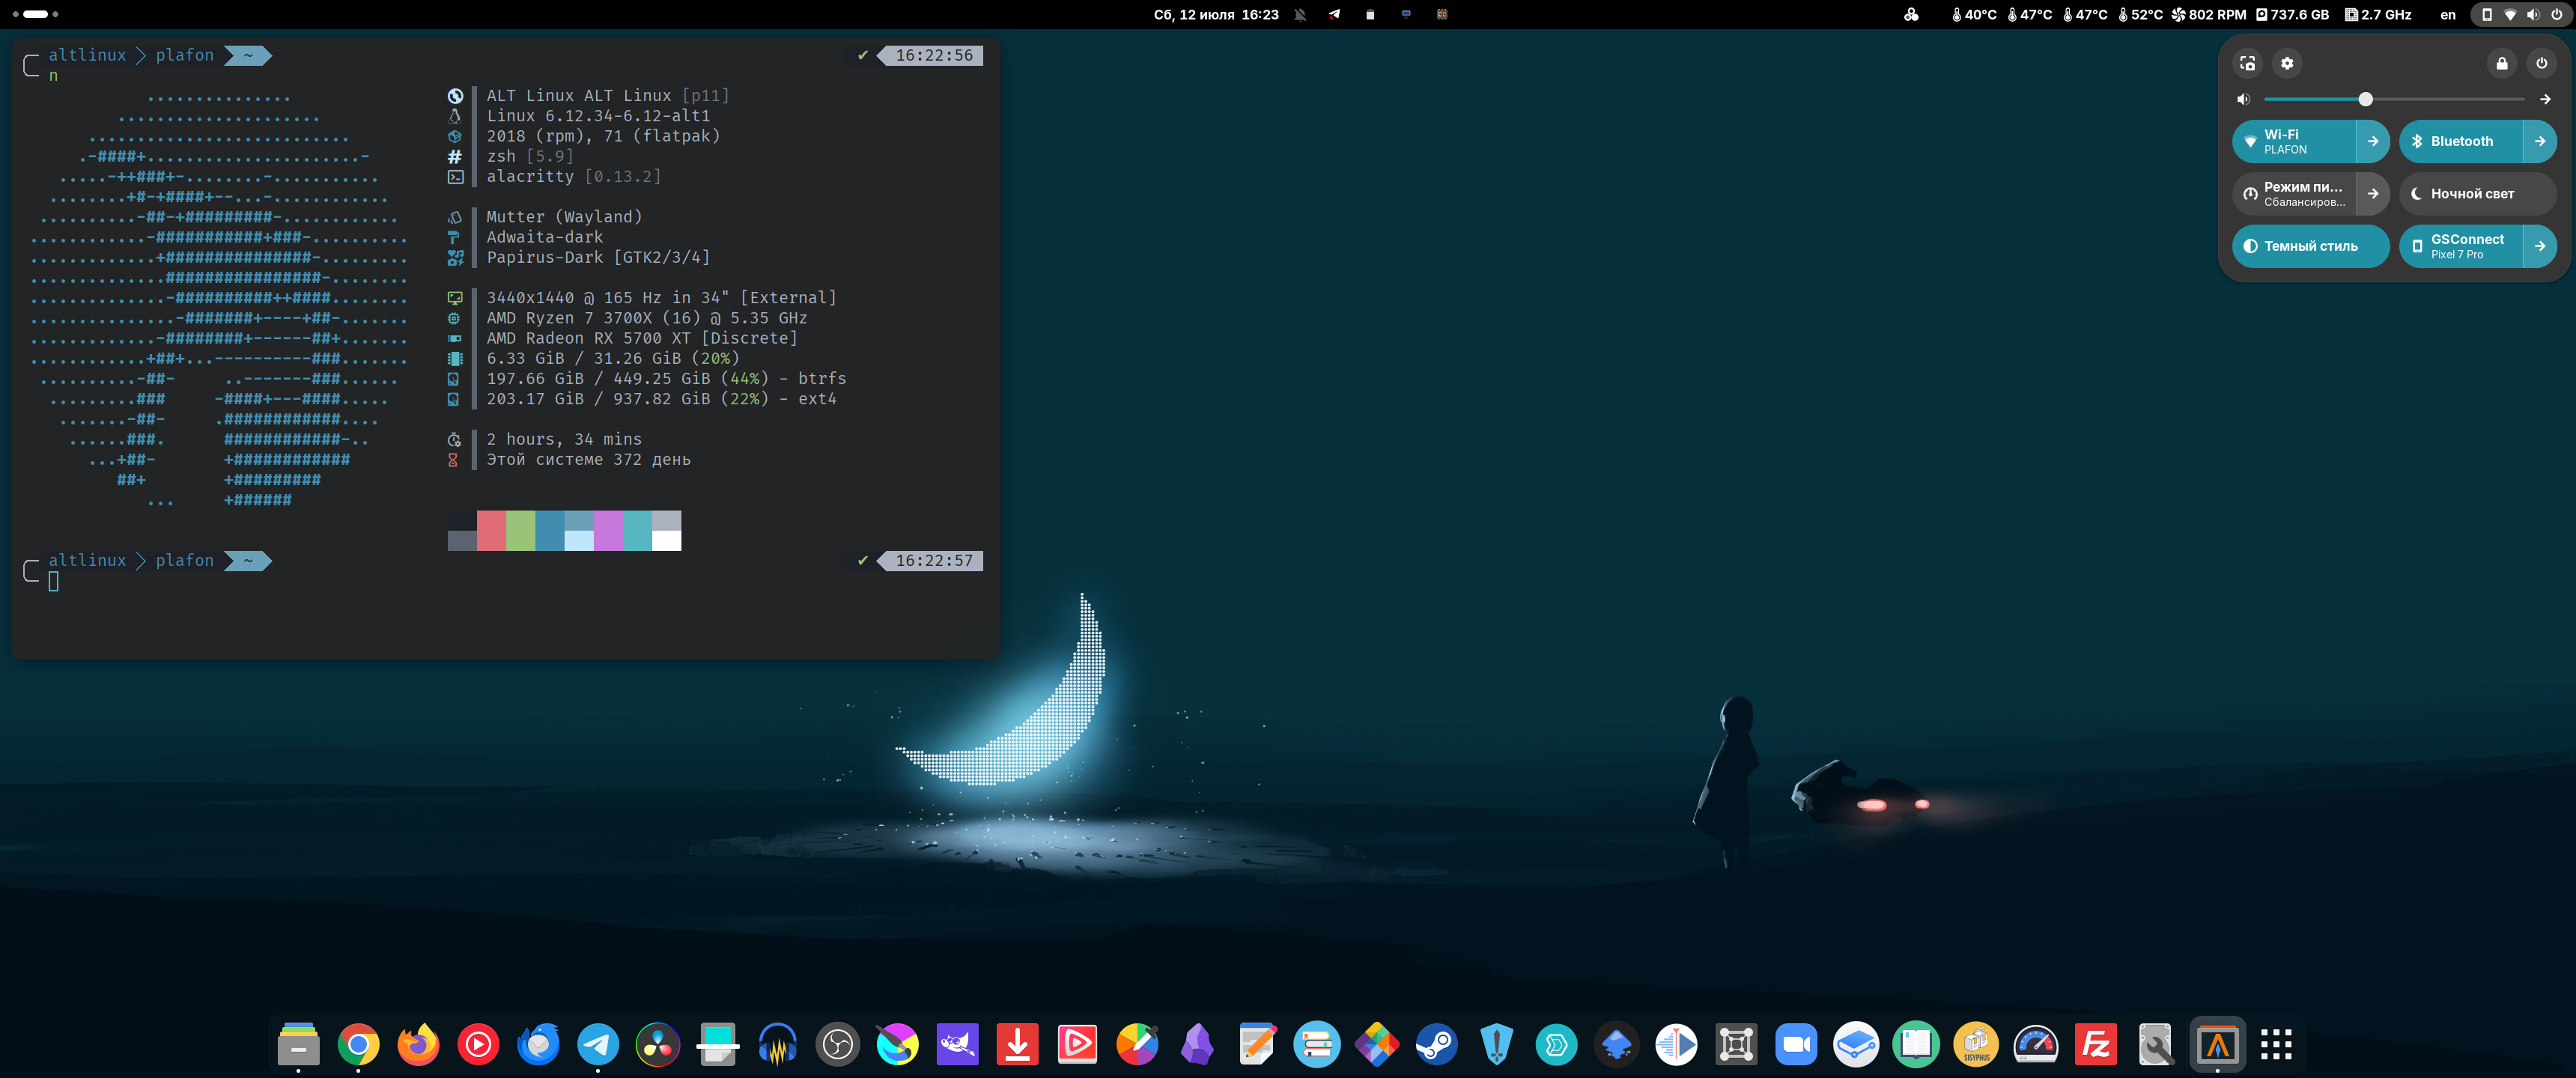 Сб, 12 июля 16:23
40°C 47°C 47°C 52°C 802 RPM 737.6 GB 2.7 GHz en
altlinux plafon ~ ✔ 16:22:56
n
ALT Linux ALT Linux [p11]
Linux 6.12.34-6.12-alt1
2018 (rpm), 71 (flatpak)
zsh [5.9]
alacritty [0.13.2]
Mutter (Wayland)
Adwaita-dark
Papirus-Dark [GTK2/3/4]
3440x1440 @ 165 Hz in 34" [External]
AMD Ryzen 7 3700X (16) @ 5.35 GHz
AMD Radeon RX 5700 XT [Discrete]
6.33 GiB / 31.26 GiB (20%)
197.66 GiB / 449.25 GiB (44%) - btrfs
203.17 GiB / 937.82 GiB (22%) - ext4
2 hours, 34 mins
Этой системе 372 день
altlinux plafon ~ ✔ 16:22:57
Wi-Fi
PLAFON
Bluetooth
Режим пи...
Сбалансиров...
Ночной свет
Темный стиль
GSConnect
Pixel 7 Pro
SISYPHUS
Fz